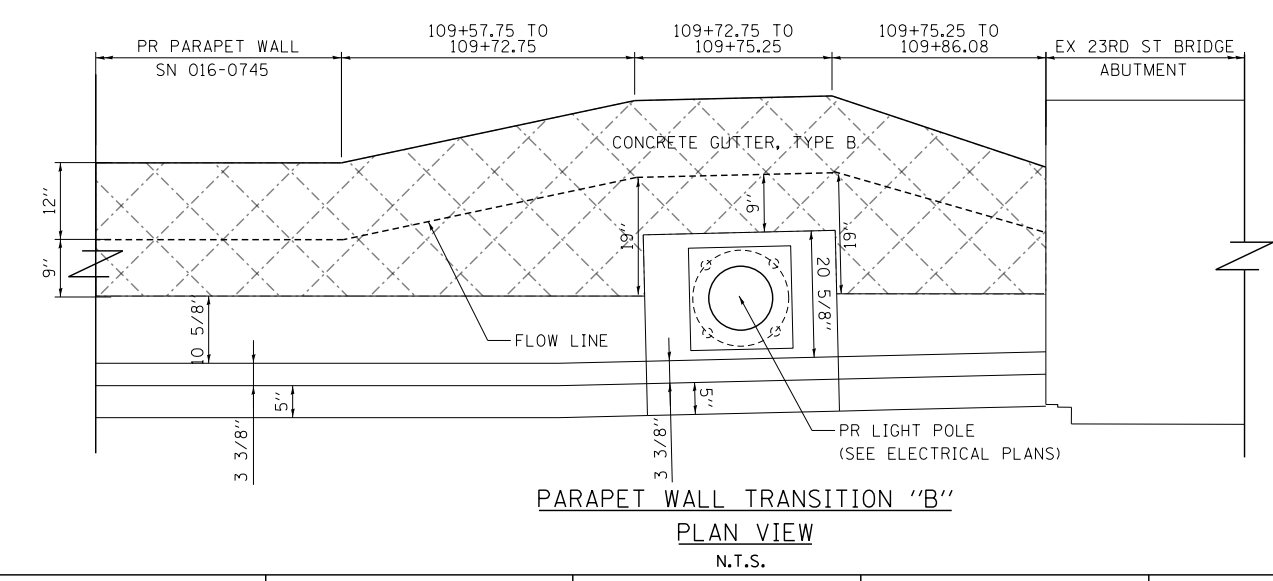 PR PARAPET WALL
SN 016-0745
109+57.75 TO
109+72.75
109+72.75 TO
109+75.25
109+75.25 TO
109+86.08
EX 23RD ST BRIDGE
ABUTMENT
CONCRETE GUTTER, TYPE B
12"
9"
19"
9"
19"
20 5/8"
10 5/8"
FLOW LINE
5"
5"
3 3/8"
3 3/8"
PR LIGHT POLE
(SEE ELECTRICAL PLANS)
PARAPET WALL TRANSITION "B"
PLAN VIEW
N.T.S.